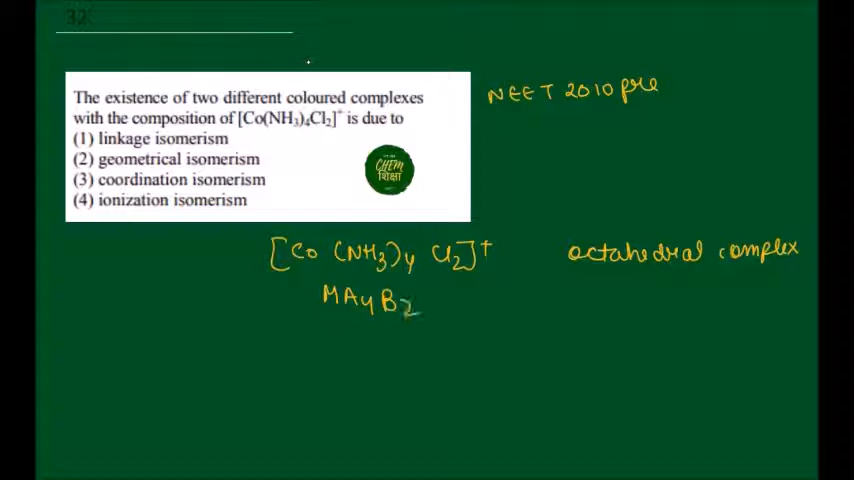 32
The existence of two different coloured complexes
with the composition of [Co(NH₃)₄Cl₂]⁺ is due to
(1) linkage isomerism
(2) geometrical isomerism
(3) coordination isomerism
(4) ionization isomerism
NEET 2010 pre
CHEM
शिक्षा
[Co (NH₃)₄ Cl₂]⁺
octahedral complex
MA₄B₂